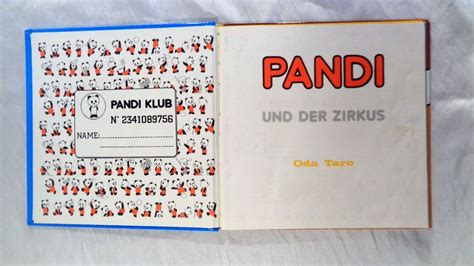 PANDI KLUB
N° 2341089756
NAME:
PANDI
UND DER ZIRKUS
Oda Taro